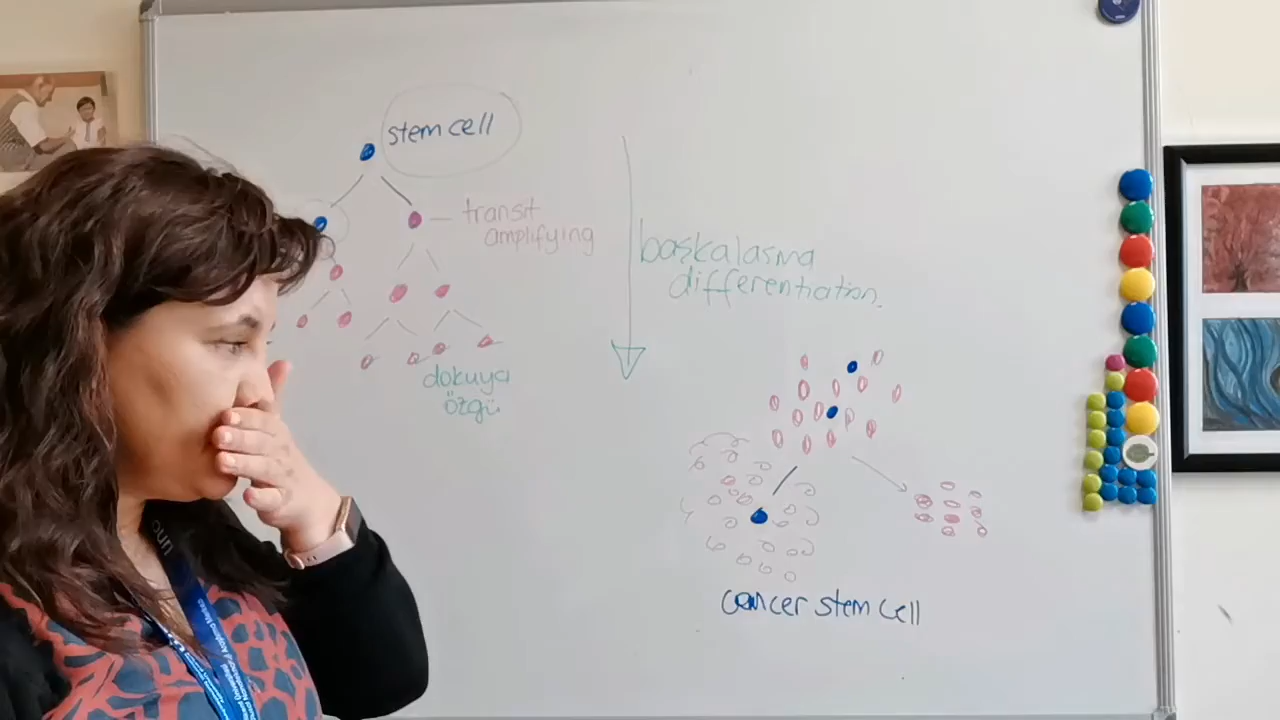 stem cell
transit
amplifying
başkalaşma
differentiation.
dokuya
özgü
cancer stem cell